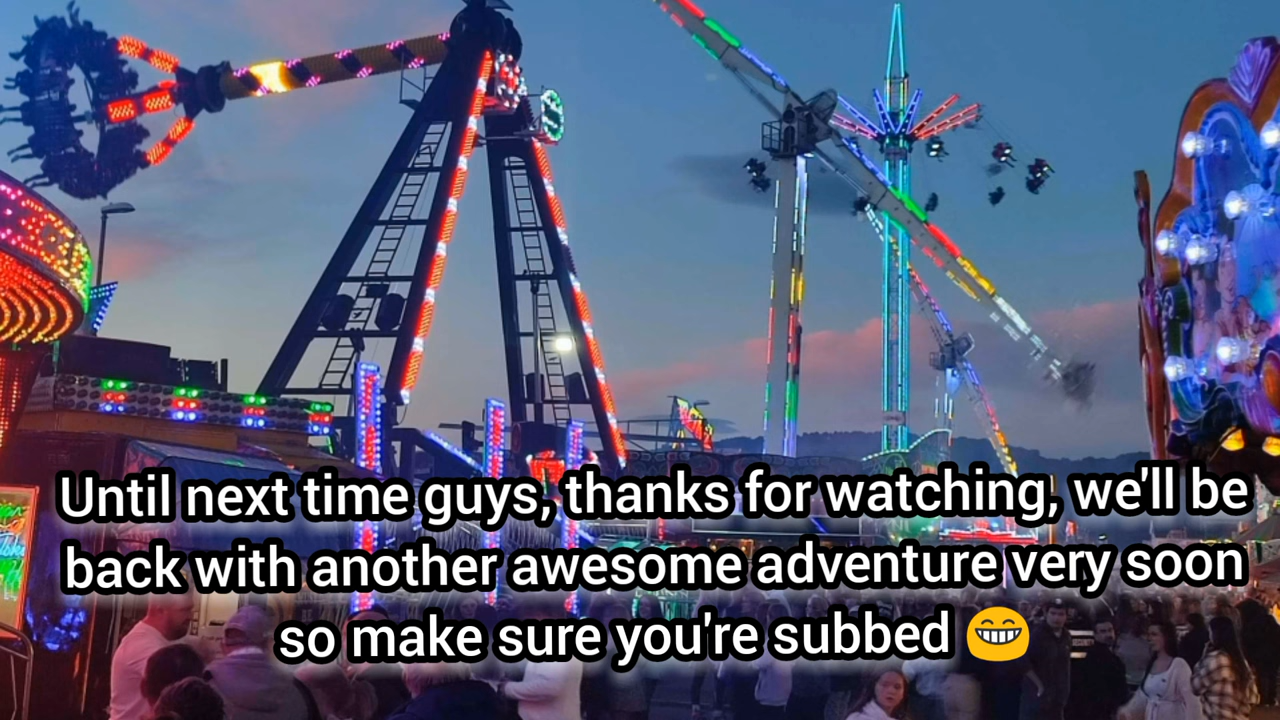 Until next time guys, thanks for watching, we'll be
back with another awesome adventure very soon
so make sure you're subbed 😁